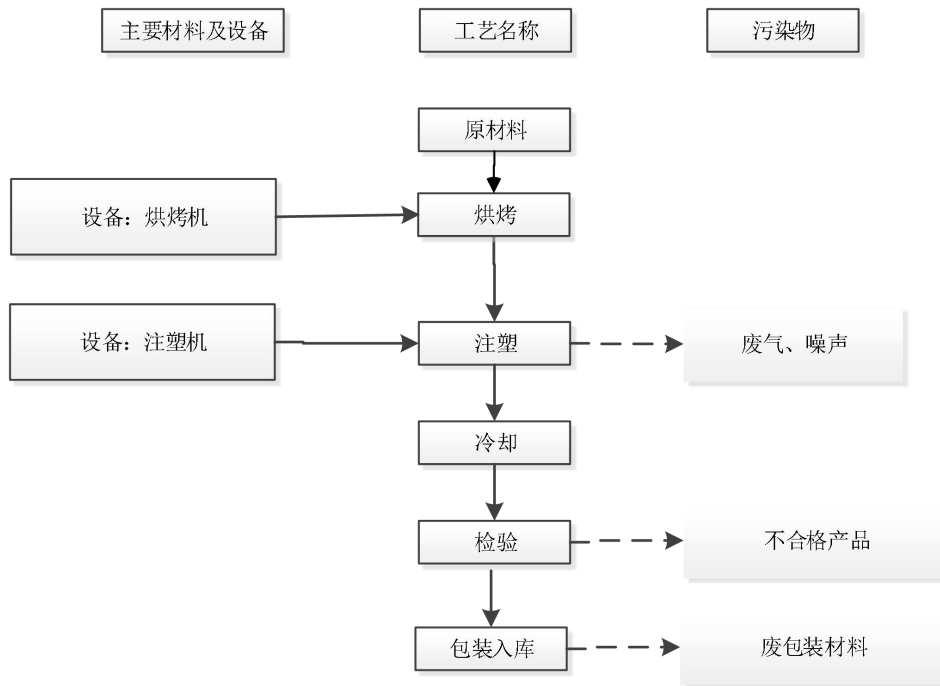 主要材料及设备
工艺名称
污染物
原材料
设备：烘烤机
烘烤
设备：注塑机
注塑
废气、噪声
冷却
检验
不合格产品
包装入库
废包装材料